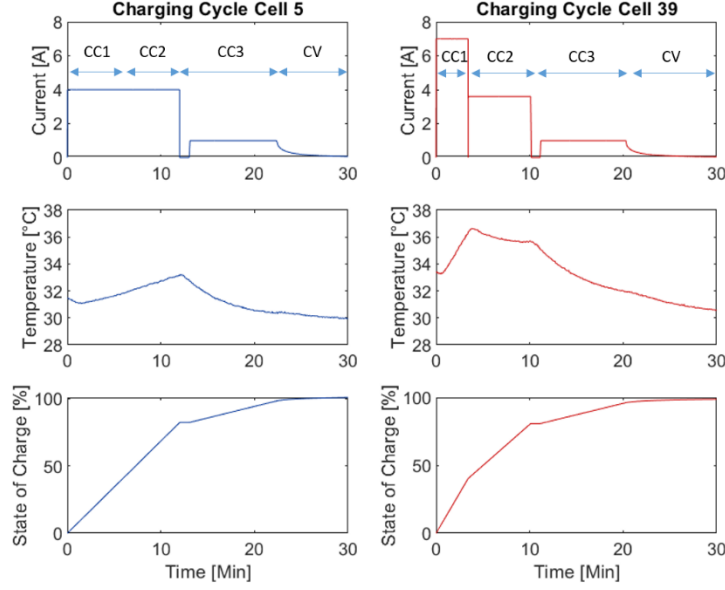 Charging Cycle Cell 5
Current [A]
8
6
4
2
0
CC1 CC2 CC3 CV
0 10 20 30
Charging Cycle Cell 39
Current [A]
8
6
4
2
0
CC1 CC2 CC3 CV
0 10 20 30
Temperature [°C]
38
36
34
32
30
28
0 10 20 30
Temperature [°C]
38
36
34
32
30
28
0 10 20 30
State of Charge [%]
100
50
0
0 10 20 30
Time [Min]
State of Charge [%]
100
50
0
0 10 20 30
Time [Min]